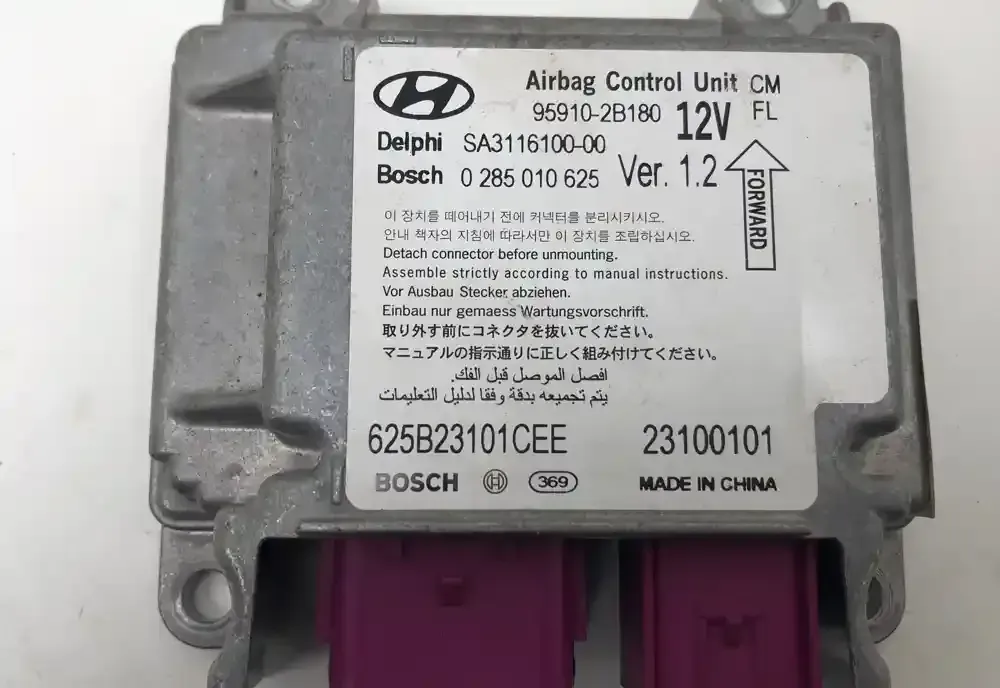 Airbag Control Unit CM
95910-2B180 12V FL
Delphi SA3116100-00
Bosch 0 285 010 625 Ver. 1.2
FORWARD
이 장치를 떼어내기 전에 커넥터를 분리시키시오.
안내 책자의 지침에 따라서만 이 장치를 조립하십시오.
Detach connector before unmounting.
Assemble strictly according to manual instructions.
Vor Ausbau Stecker abziehen.
Einbau nur gemaess Wartungsvorschrift.
取り外す前にコネクタを抜いてください。
マニュアルの指示通りに正しく組み付けてください。
افصل الموصل قبل الفك.
يتم تجميعه بدقة وفقا لدليل التعليمات
625B23101CEE 23100101
BOSCH 369 MADE IN CHINA